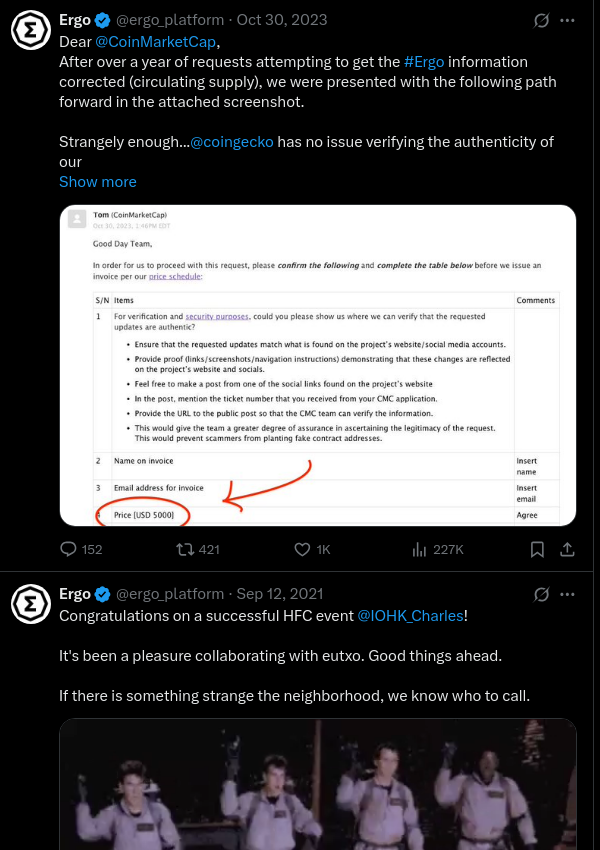 Ergo @ergo_platform · Oct 30, 2023
Dear @CoinMarketCap,
After over a year of requests attempting to get the #Ergo information
corrected (circulating supply), we were presented with the following path
forward in the attached screenshot.
Strangely enough...@coingecko has no issue verifying the authenticity of
our
Show more
Tom (CoinMarketCap)
Oct 30, 2023, 1:46PM EDT
Good Day Team,
In order for us to proceed with this request, please confirm the following and complete the table below before we issue an
invoice per our price schedule:
S/N Items Comments
1 For verification and security purposes, could you please show us where we can verify that the requested
updates are authentic?
• Ensure that the requested updates match what is found on the project's website/social media accounts.
• Provide proof (links/screenshots/navigation instructions) demonstrating that these changes are reflected
on the project's website and socials.
• Feel free to make a post from one of the social links found on the project's website
• In the post, mention the ticket number that you received from your CMC application.
• Provide the URL to the public post so that the CMC team can verify the information.
• This would give the team a greater degree of assurance in ascertaining the legitimacy of the request.
This would prevent scammers from planting fake contract addresses.
2 Name on invoice Insert
name
3 Email address for invoice Insert
email
Price [USD 5000] Agree
152 421 1K 227K
Ergo @ergo_platform · Sep 12, 2021
Congratulations on a successful HFC event @IOHK_Charles!
It's been a pleasure collaborating with eutxo. Good things ahead.
If there is something strange the neighborhood, we know who to call.